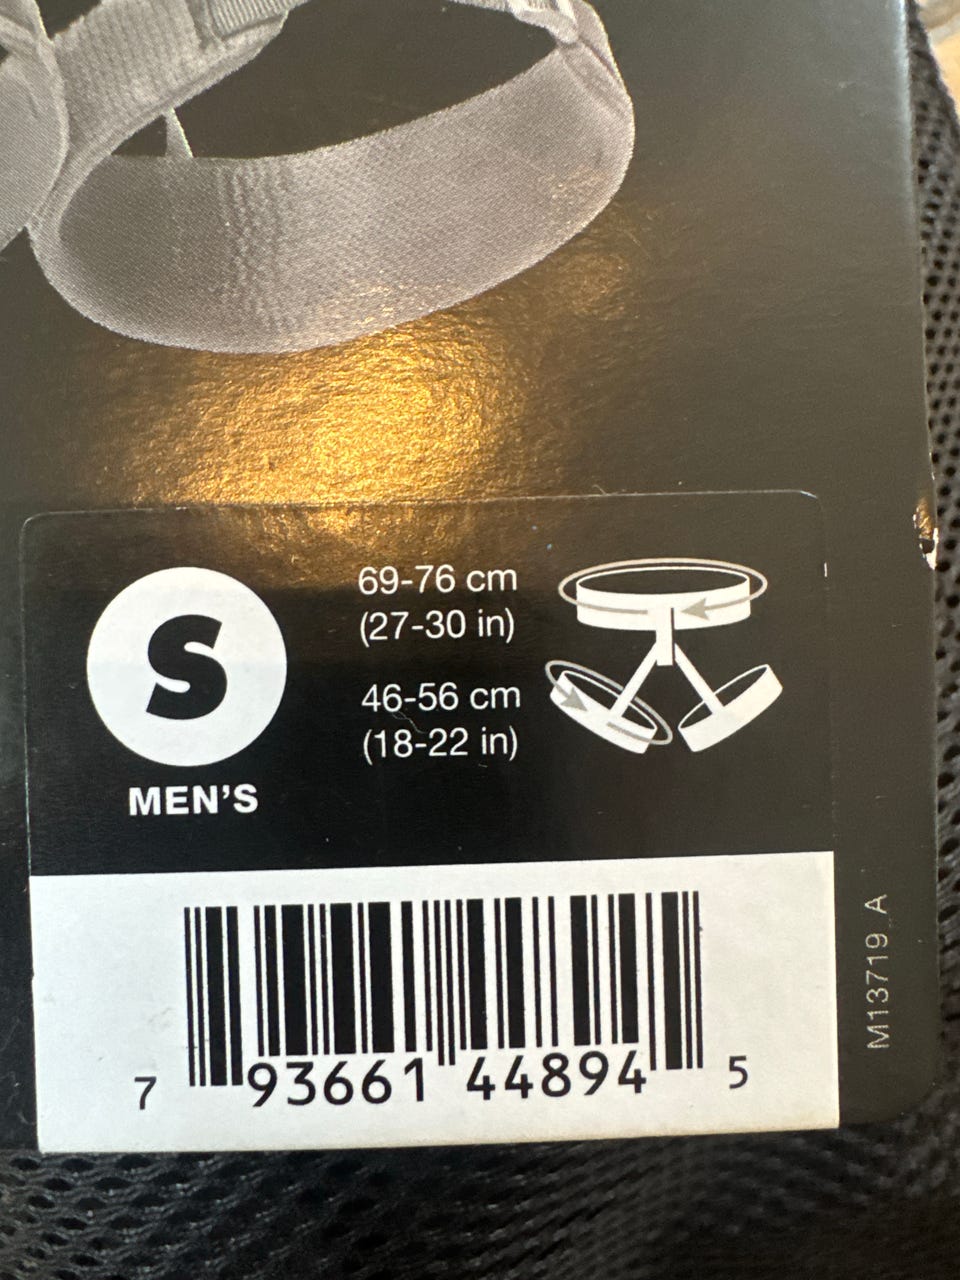 69-76 cm
(27-30 in)
46-56 cm
(18-22 in)
S
MEN'S
M13719_A
7 93661 44894 5